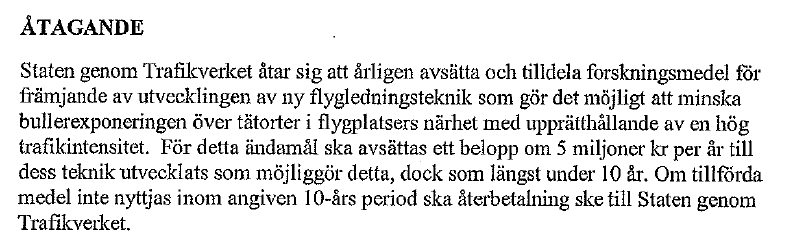 ÅTAGANDE
Staten genom Trafikverket åtar sig att årligen avsätta och tilldela forskningsmedel för
främjande av utvecklingen av ny flygledningsteknik som gör det möjligt att minska
bullerexponeringen över tätorter i flygplatsers närhet med upprätthållande av en hög
trafikintensitet. För detta ändamål ska avsättas ett belopp om 5 miljoner kr per år till
dess teknik utvecklats som möjliggör detta, dock som längst under 10 år. Om tillförda
medel inte nyttjas inom angiven 10-års period ska återbetalning ske till Staten genom
Trafikverket.